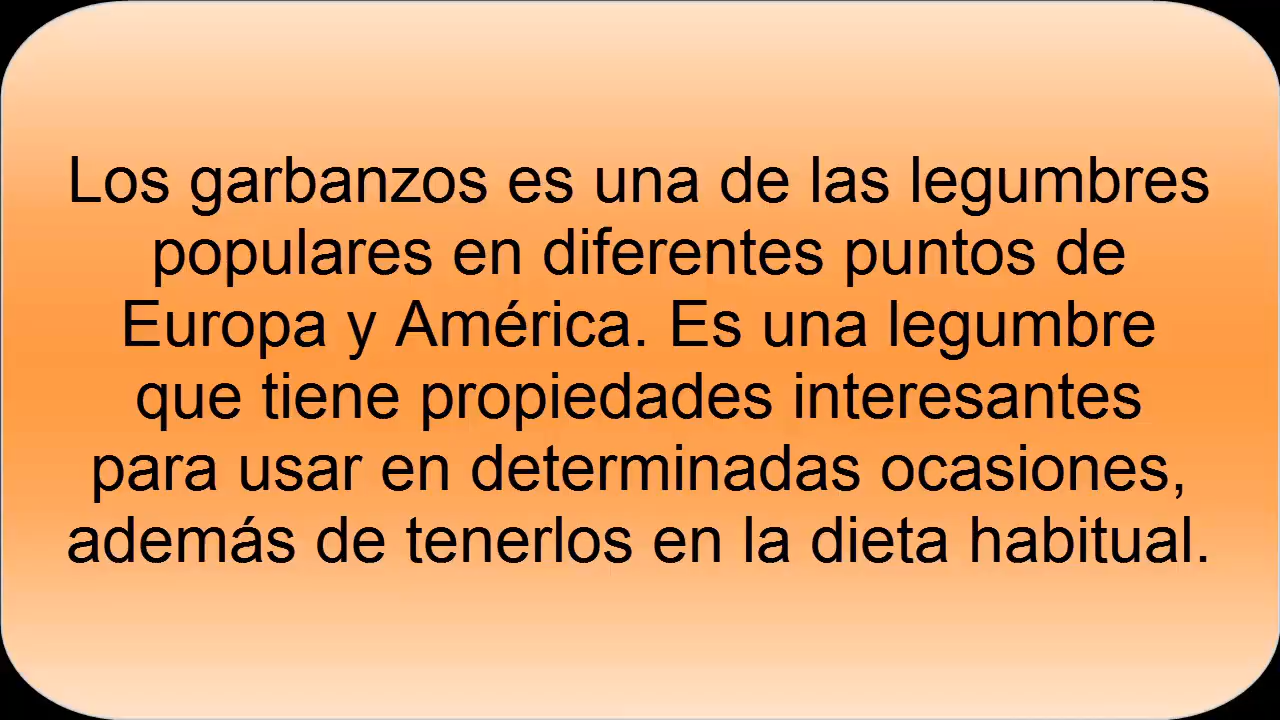 Los garbanzos es una de las legumbres
populares en diferentes puntos de
Europa y América. Es una legumbre
que tiene propiedades interesantes
para usar en determinadas ocasiones,
además de tenerlos en la dieta habitual.